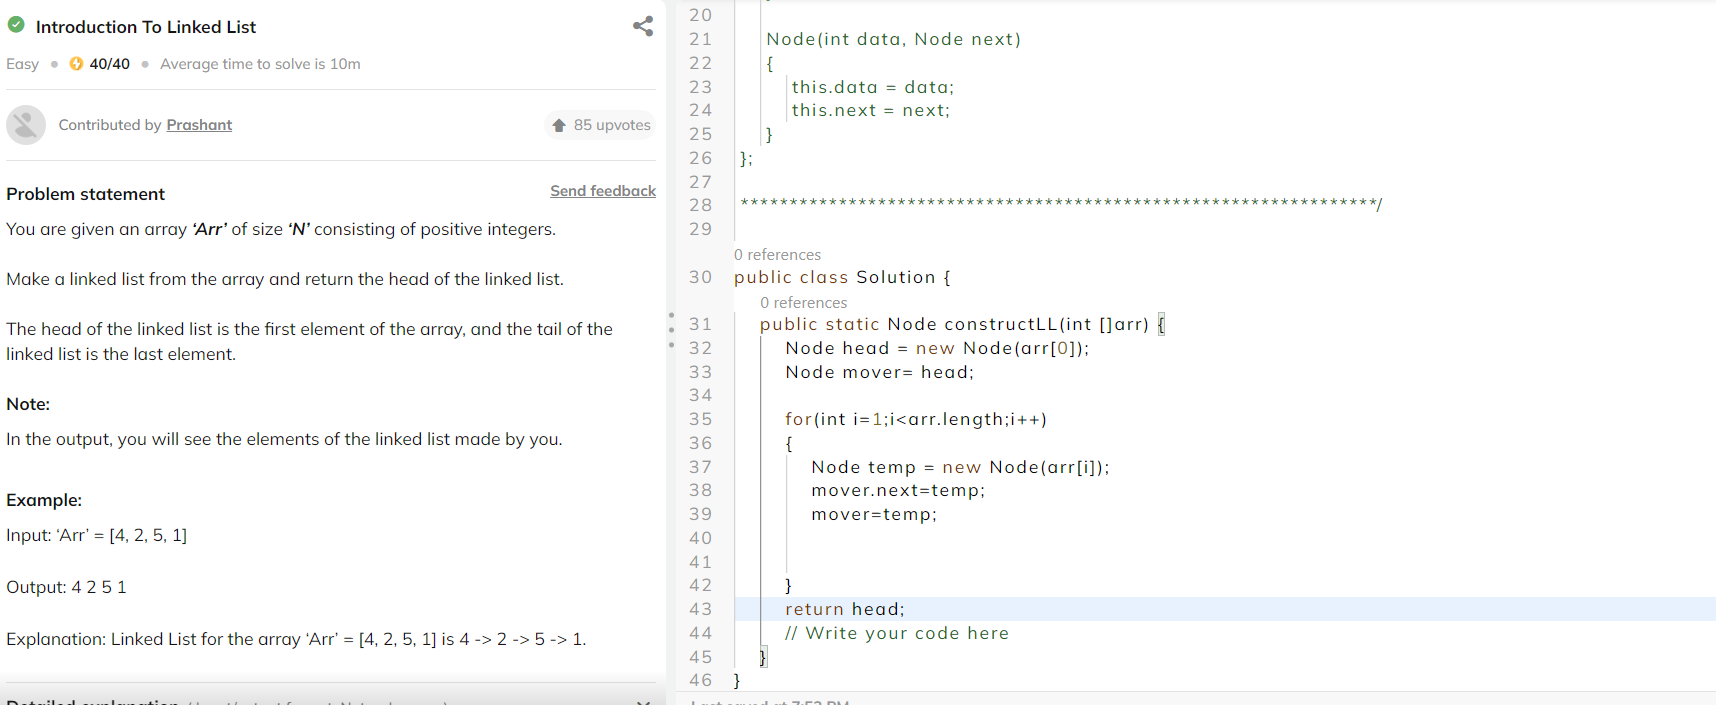 Introduction To Linked List
Easy • 40/40 • Average time to solve is 10m
Contributed by Prashant
85 upvotes
Problem statement
Send feedback
You are given an array ‘Arr’ of size ‘N’ consisting of positive integers.
Make a linked list from the array and return the head of the linked list.
The head of the linked list is the first element of the array, and the tail of the
linked list is the last element.
Note:
In the output, you will see the elements of the linked list made by you.
Example:
Input: ‘Arr’ = [4, 2, 5, 1]
Output: 4 2 5 1
Explanation: Linked List for the array ‘Arr’ = [4, 2, 5, 1] is 4 -> 2 -> 5 -> 1.
Detailed explanation
20
21 Node(int data, Node next)
22 {
23 this.data = data;
24 this.next = next;
25 }
26 };
27
28 *****************************************************************/
29
0 references
30 public class Solution {
0 references
31 public static Node constructLL(int []arr) {
32 Node head = new Node(arr[0]);
33 Node mover= head;
34
35 for(int i=1;i<arr.length;i++)
36 {
37 Node temp = new Node(arr[i]);
38 mover.next=temp;
39 mover=temp;
40
41
42 }
43 return head;
44 // Write your code here
45 }
46 }
Last saved at 7:52 PM